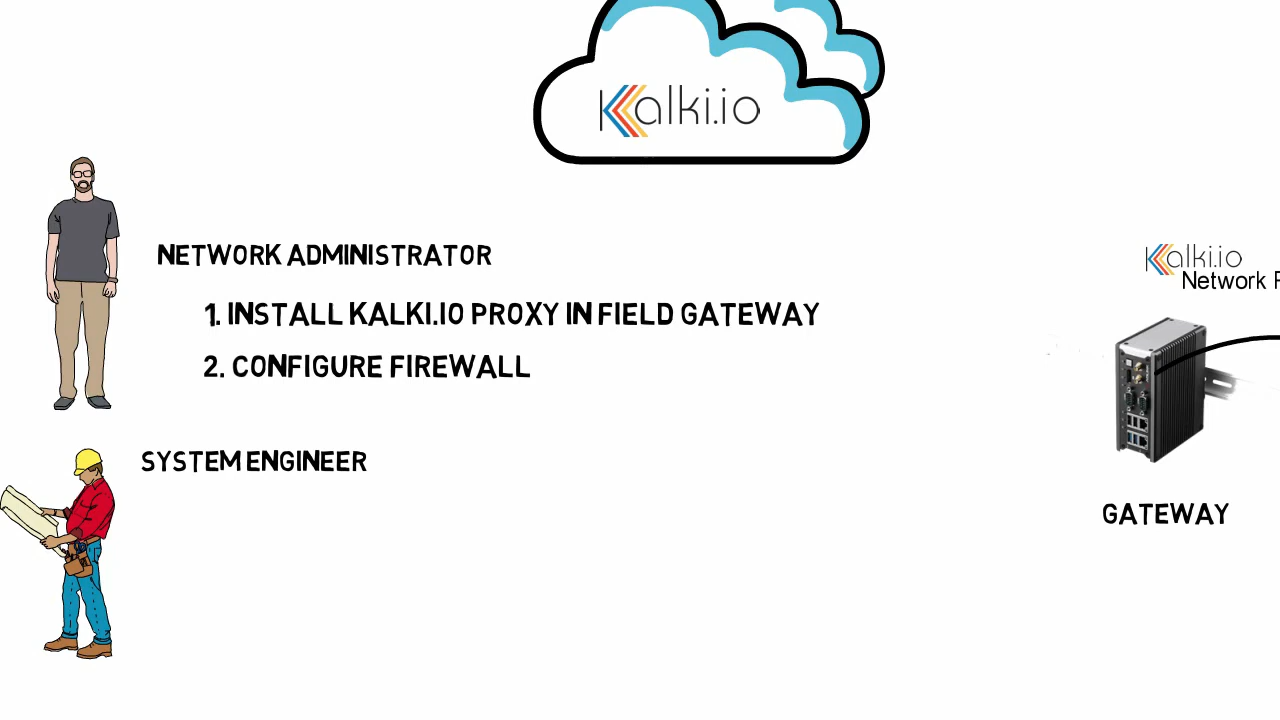 Kalki.io
NETWORK ADMINISTRATOR
1. INSTALL KALKI.IO PROXY IN FIELD GATEWAY
2. CONFIGURE FIREWALL
SYSTEM ENGINEER
Kalki.io
Network
GATEWAY